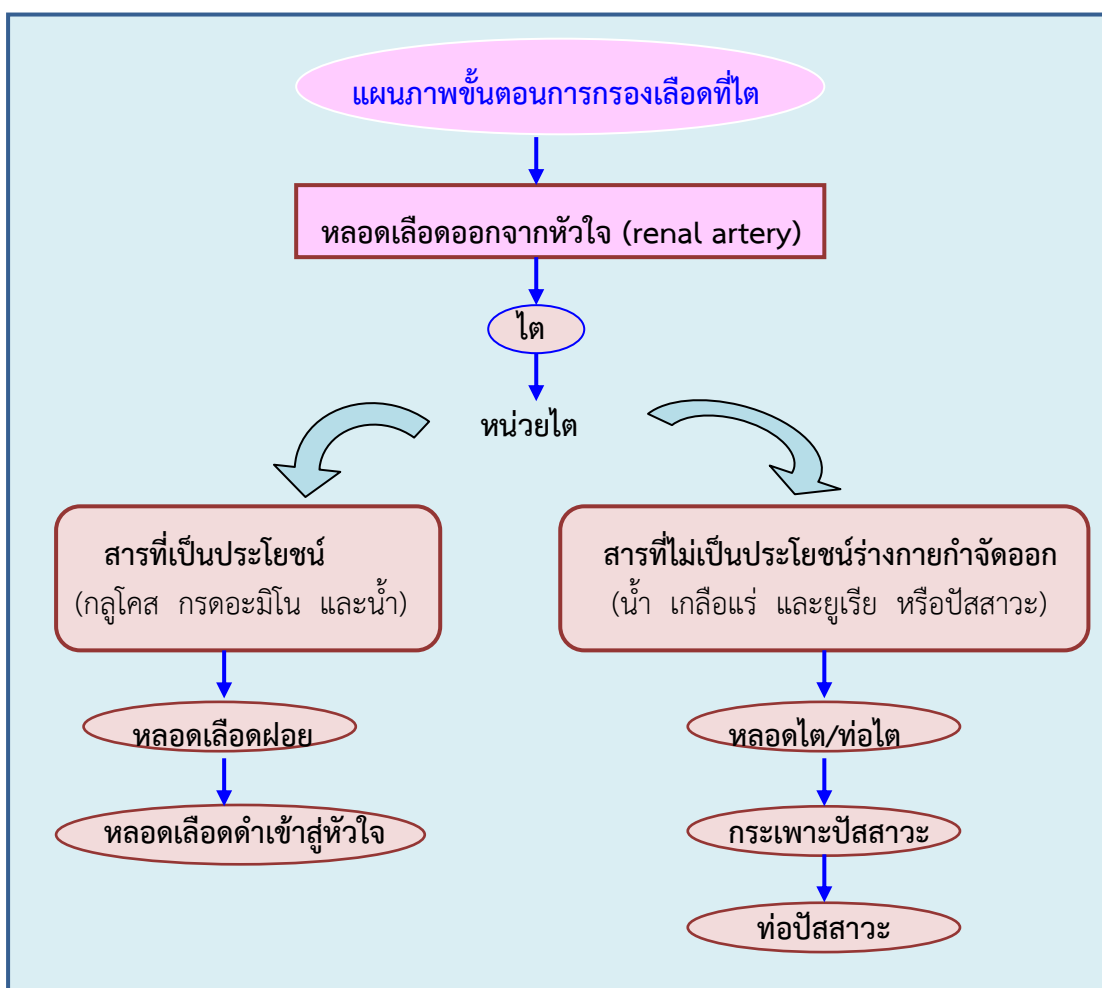 แผนภาพขั้นตอนการกรองเลือดที่ไต
หลอดเลือดออกจากหัวใจ (renal artery)
ไต
หน่วยไต
สารที่เป็นประโยชน์
(กลูโคส กรดอะมิโน และน้ำ)
หลอดเลือดฝอย
หลอดเลือดดำเข้าสู่หัวใจ
สารที่ไม่เป็นประโยชน์ร่างกายกำจัดออก
(น้ำ เกลือแร่ และยูเรีย หรือปัสสาวะ)
หลอดไต/ท่อไต
กระเพาะปัสสาวะ
ท่อปัสสาวะ